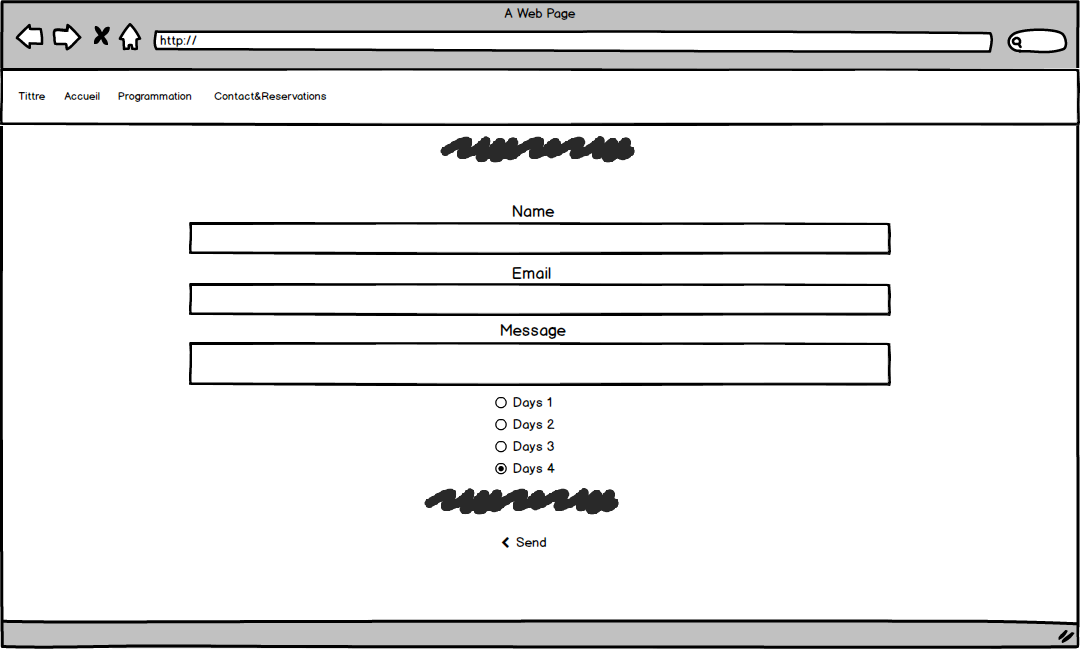 A Web Page
http://
Tittre Accueil Programmation Contact&Reservations
Name
Email
Message
Days 1
Days 2
Days 3
Days 4
Send